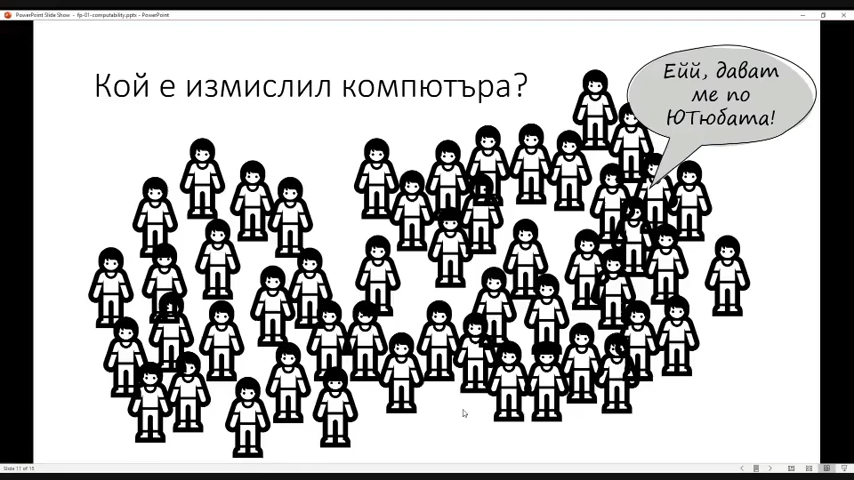 PowerPoint Slide Show - fp-01-computability.pptx - PowerPoint
Кой е измислил компютъра?
Ейй, дават
ме по
ЮТюбата!
Slide 11 of 18